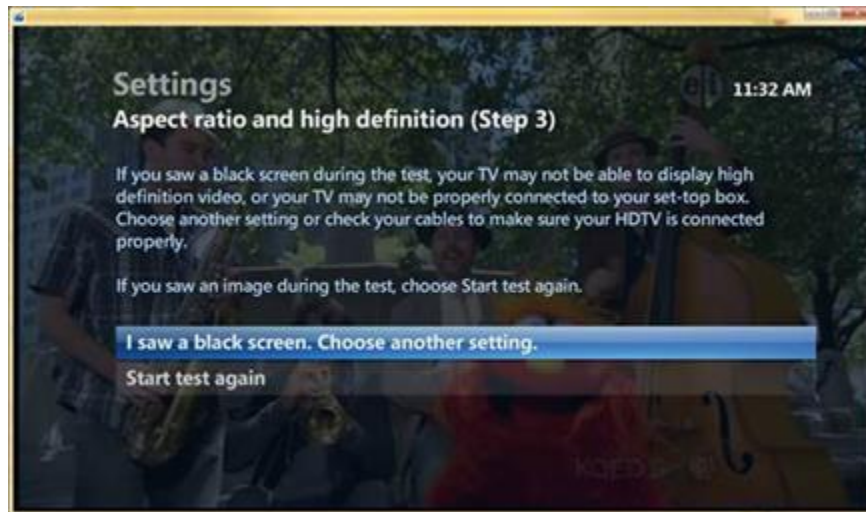 Settings
11:32 AM
Aspect ratio and high definition (Step 3)
If you saw a black screen during the test, your TV may not be able to display high
definition video, or your TV may not be properly connected to your set-top box.
Choose another setting or check your cables to make sure your HDTV is connected
properly.
If you saw an image during the test, choose Start test again.
I saw a black screen. Choose another setting.
Start test again
KQED